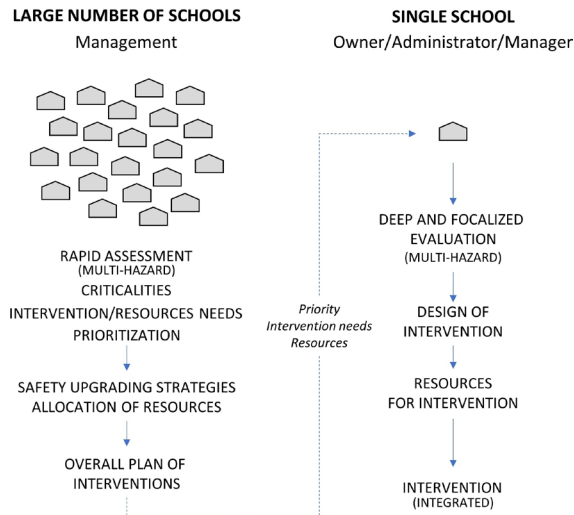 LARGE NUMBER OF SCHOOLS
Management
RAPID ASSESSMENT
(MULTI-HAZARD)
CRITICALITIES
INTERVENTION/RESOURCES NEEDS
PRIORITIZATION
SAFETY UPGRADING STRATEGIES
ALLOCATION OF RESOURCES
OVERALL PLAN OF
INTERVENTIONS
Priority
Intervention needs
Resources
SINGLE SCHOOL
Owner/Administrator/Manager
DEEP AND FOCALIZED
EVALUATION
(MULTI-HAZARD)
DESIGN OF
INTERVENTION
RESOURCES
FOR INTERVENTION
INTERVENTION
(INTEGRATED)